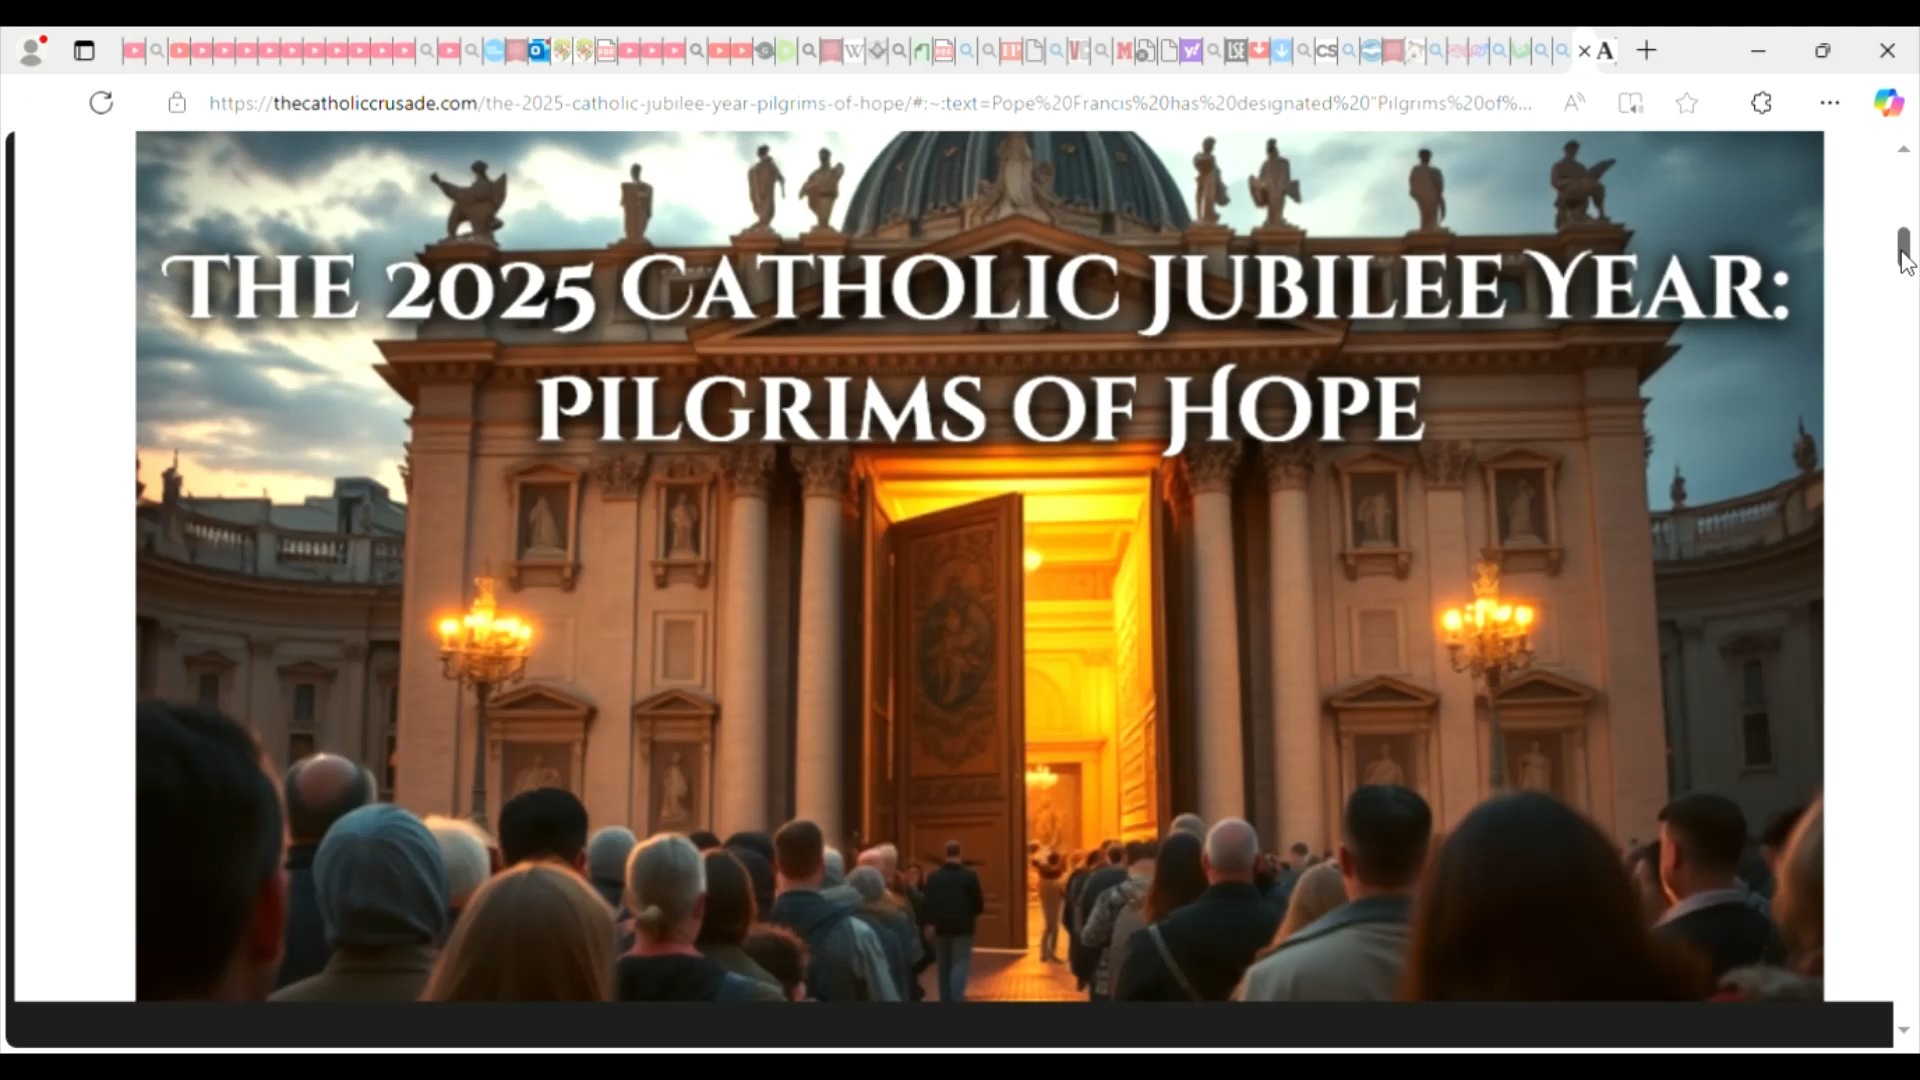 https://thecatholiccrusade.com/the-2025-catholic-jubilee-year-pilgrims-of-hope/#:~:text=Pope%20Francis%20has%20designated%20"Pilgrims%20of%...
THE 2025 CATHOLIC JUBILEE YEAR:
PILGRIMS OF HOPE